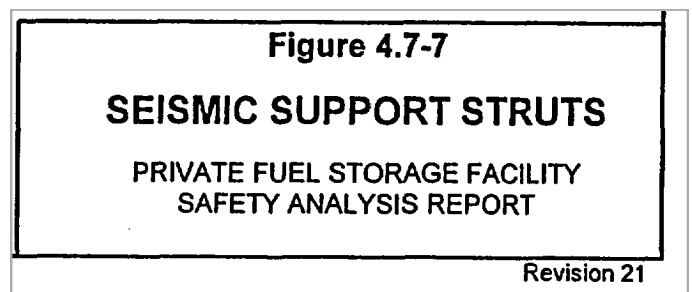 Figure 4.7-7
SEISMIC SUPPORT STRUTS
PRIVATE FUEL STORAGE FACILITY
SAFETY ANALYSIS REPORT
Revision 21